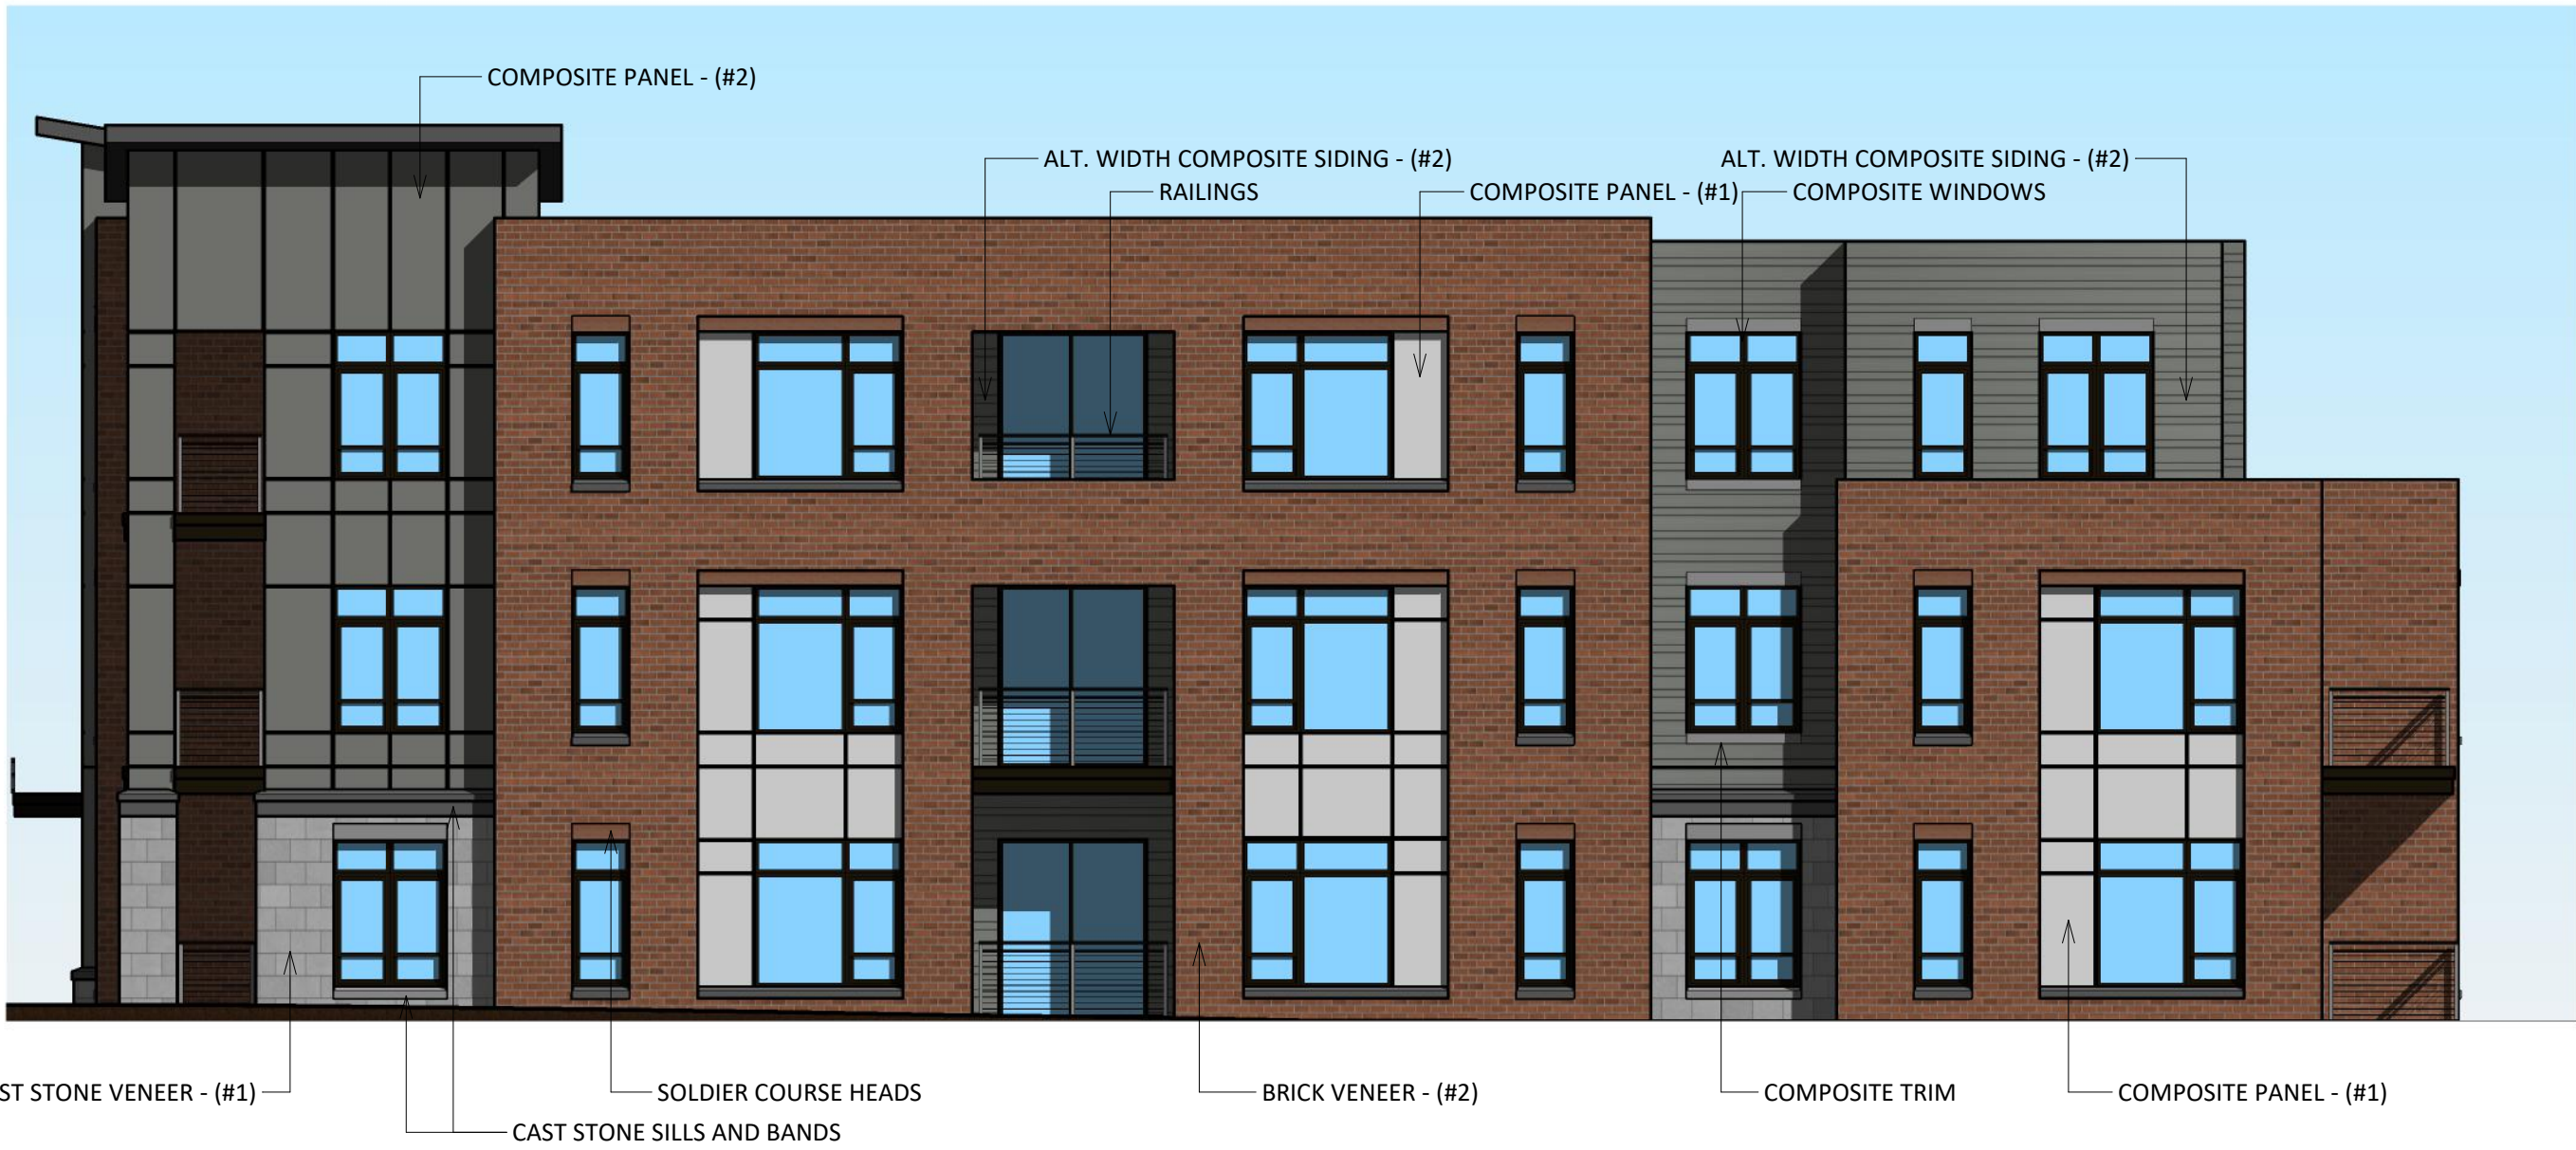 COMPOSITE PANEL - (#2)
ALT. WIDTH COMPOSITE SIDING - (#2)
ALT. WIDTH COMPOSITE SIDING - (#2)
RAILINGS
COMPOSITE PANEL - (#1)
COMPOSITE WINDOWS
ST STONE VENEER - (#1)
SOLDIER COURSE HEADS
BRICK VENEER - (#2)
COMPOSITE TRIM
COMPOSITE PANEL - (#1)
CAST STONE SILLS AND BANDS